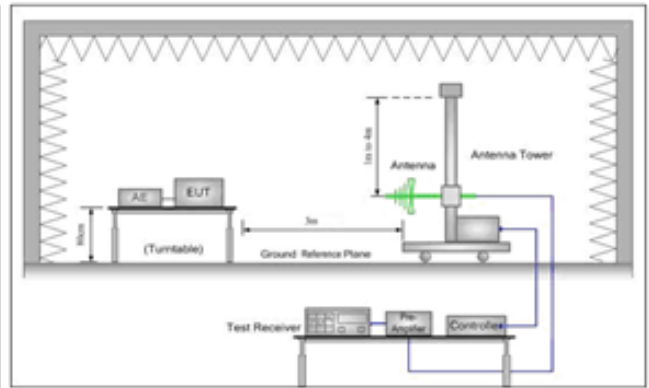 1m to 4m
Antenna
Antenna Tower
AE
EUT
80cm
3m
(Turntable)
Ground Reference Plane
Test Receiver
Pre-
Amplifier
Controller